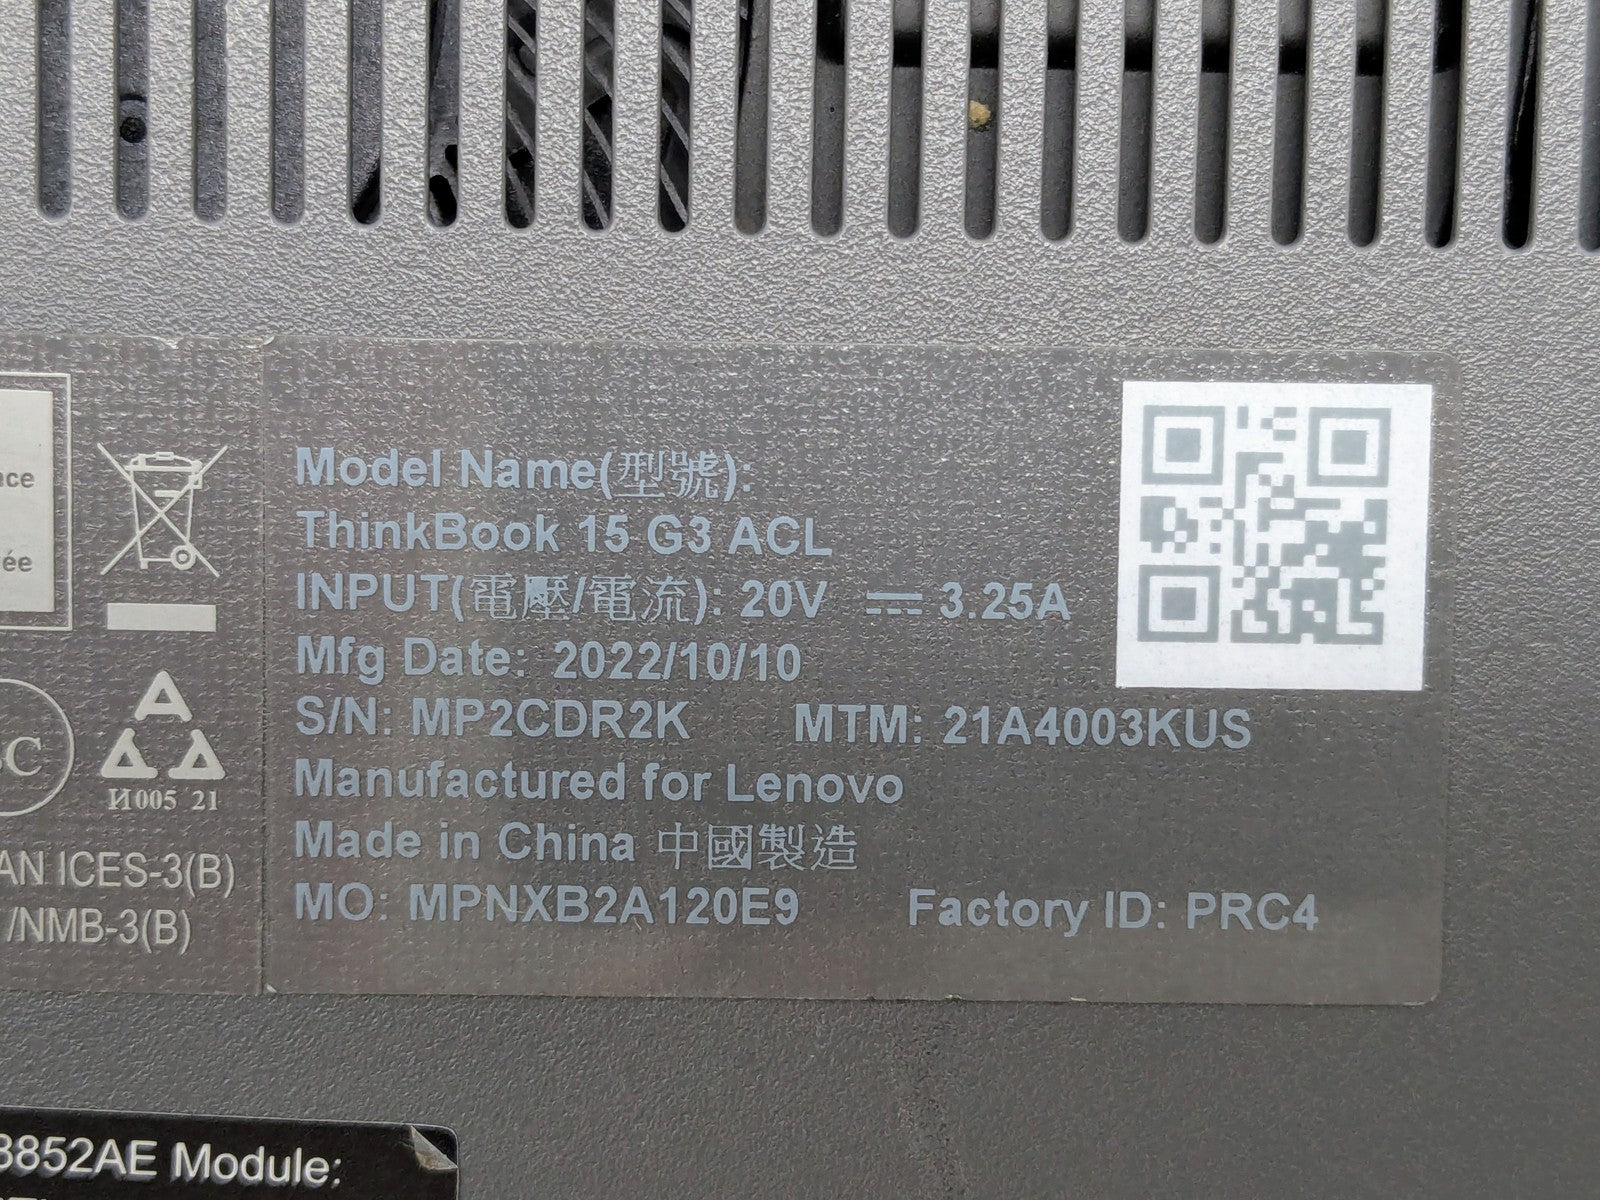 Model Name(型號):
ThinkBook 15 G3 ACL
INPUT(電壓/電流): 20V ⎓ 3.25A
Mfg Date: 2022/10/10
S/N: MP2CDR2K MTM: 21A4003KUS
Manufactured for Lenovo
Made in China 中國製造
MO: MPNXB2A120E9 Factory ID: PRC4
nce
ée
C
И005 21
AN ICES-3(B)
/NMB-3(B)
3852AE Module: